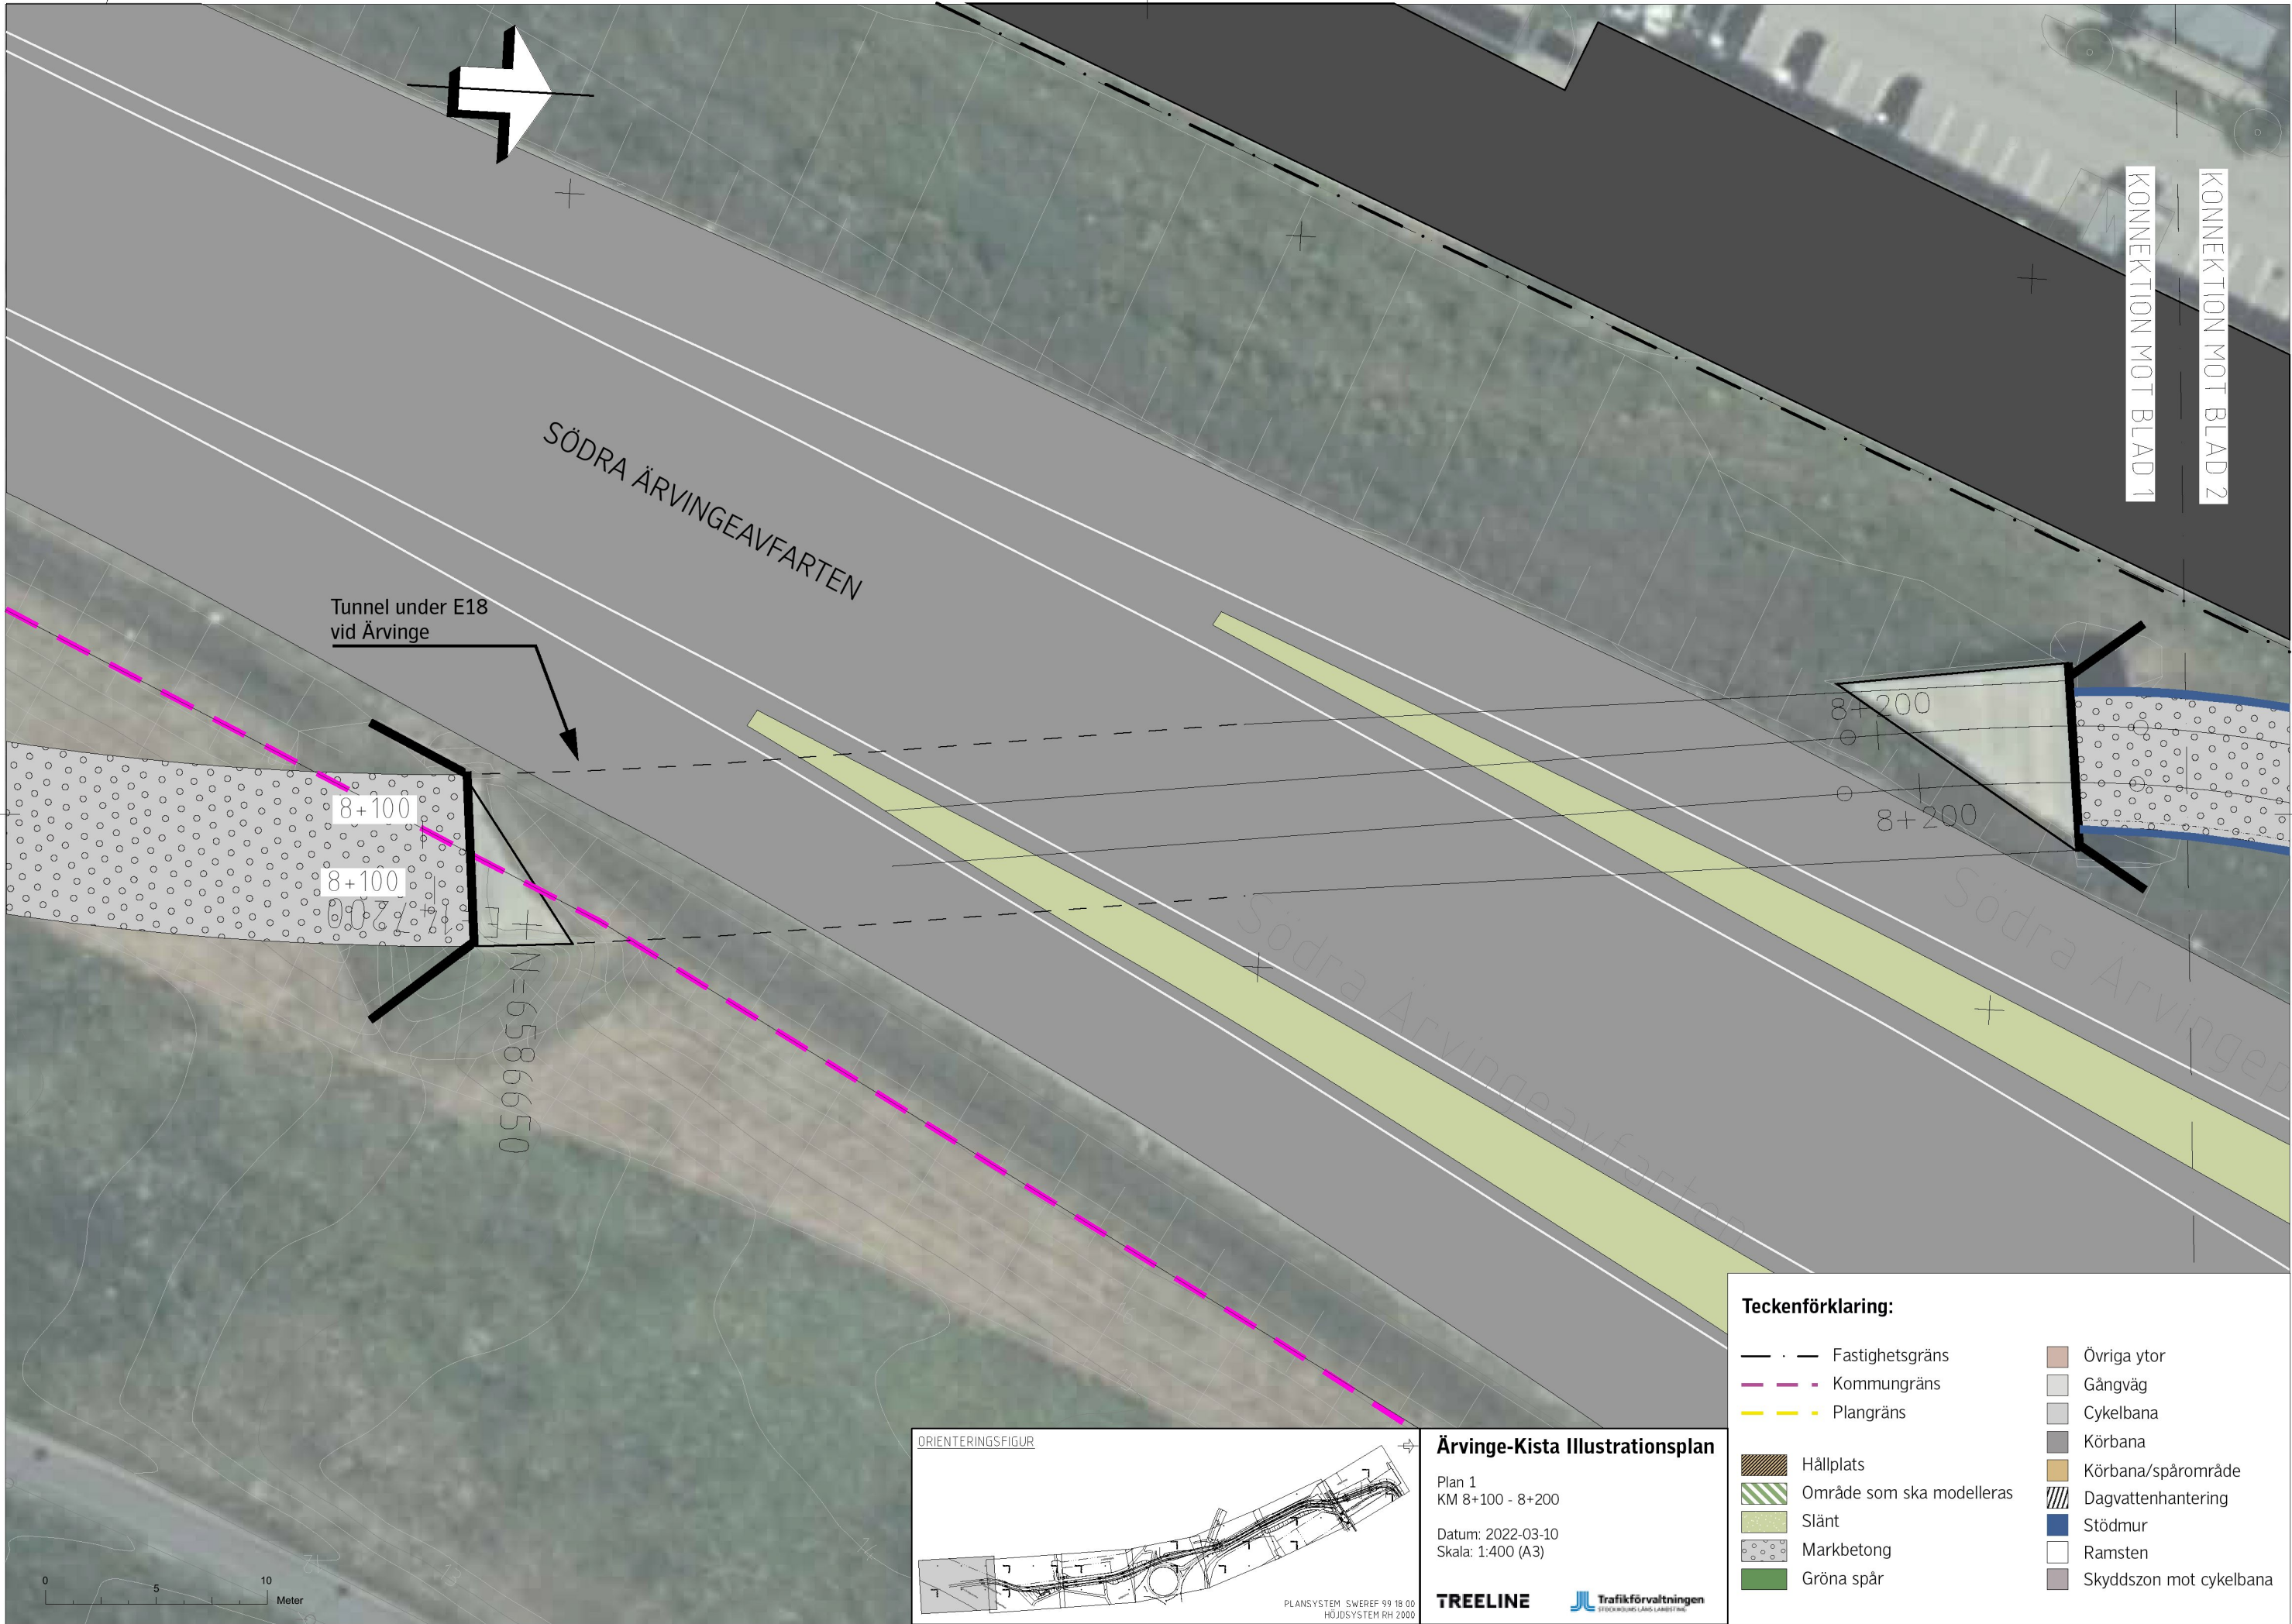 KONNEKTION MOT BLAD 1
KONNEKTION MOT BLAD 2
SÖDRA ÄRVINGEAVFARTEN
Tunnel under E18
vid Ärvinge
8+200
8+200
8+100
8+100
N=6586650
Södra Ärvingeavfarten
Södra Ärvingep
Teckenförklaring:
Fastighetsgräns
Kommungräns
Plangräns
Hållplats
Område som ska modelleras
Slänt
Markbetong
Gröna spår
Övriga ytor
Gångväg
Cykelbana
Körbana
Körbana/spårområde
Dagvattenhantering
Stödmur
Ramsten
Skyddszon mot cykelbana
ORIENTERINGSFIGUR
PLANSYSTEM SWEREF 99 18 00
HÖJDSYSTEM RH 2000
Ärvinge-Kista Illustrationsplan
Plan 1
KM 8+100 - 8+200
Datum: 2022-03-10
Skala: 1:400 (A3)
TREELINE
Trafikförvaltningen
STOCKHOLMS LÄNS LANDSTING
0 5 10
Meter